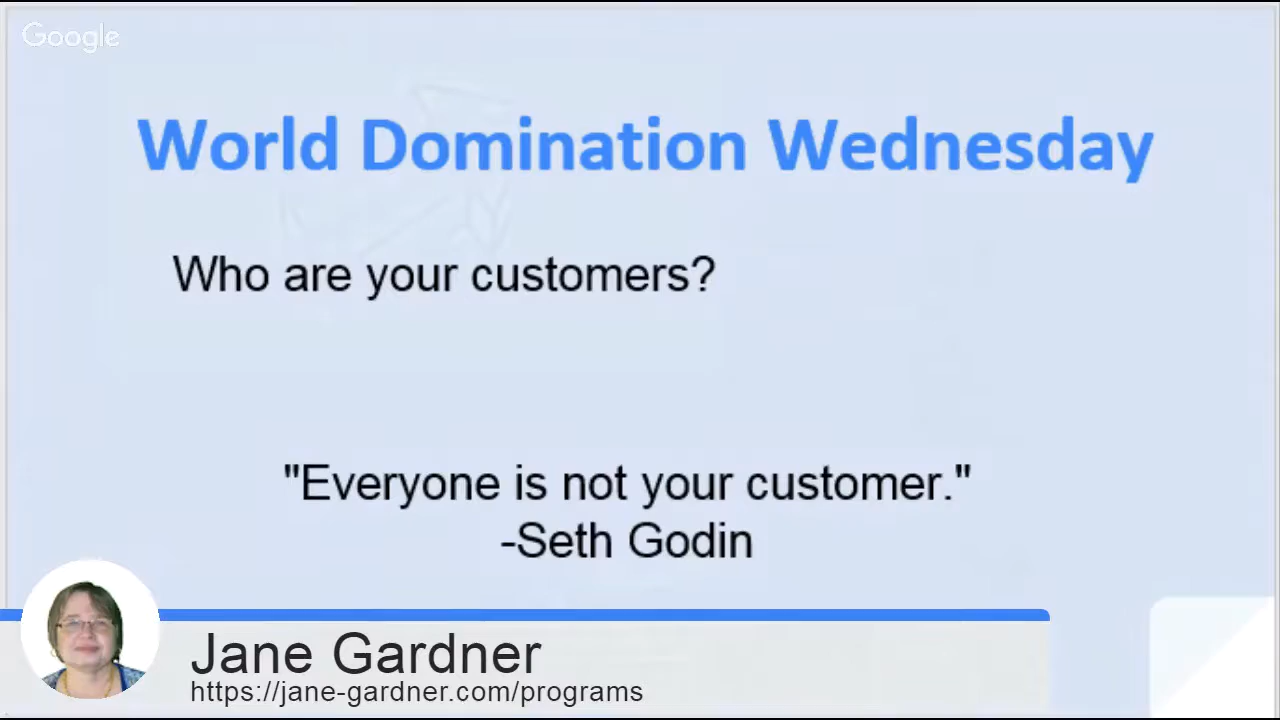 Google
World Domination Wednesday
Who are your customers?
"Everyone is not your customer."
-Seth Godin
Jane Gardner
https://jane-gardner.com/programs